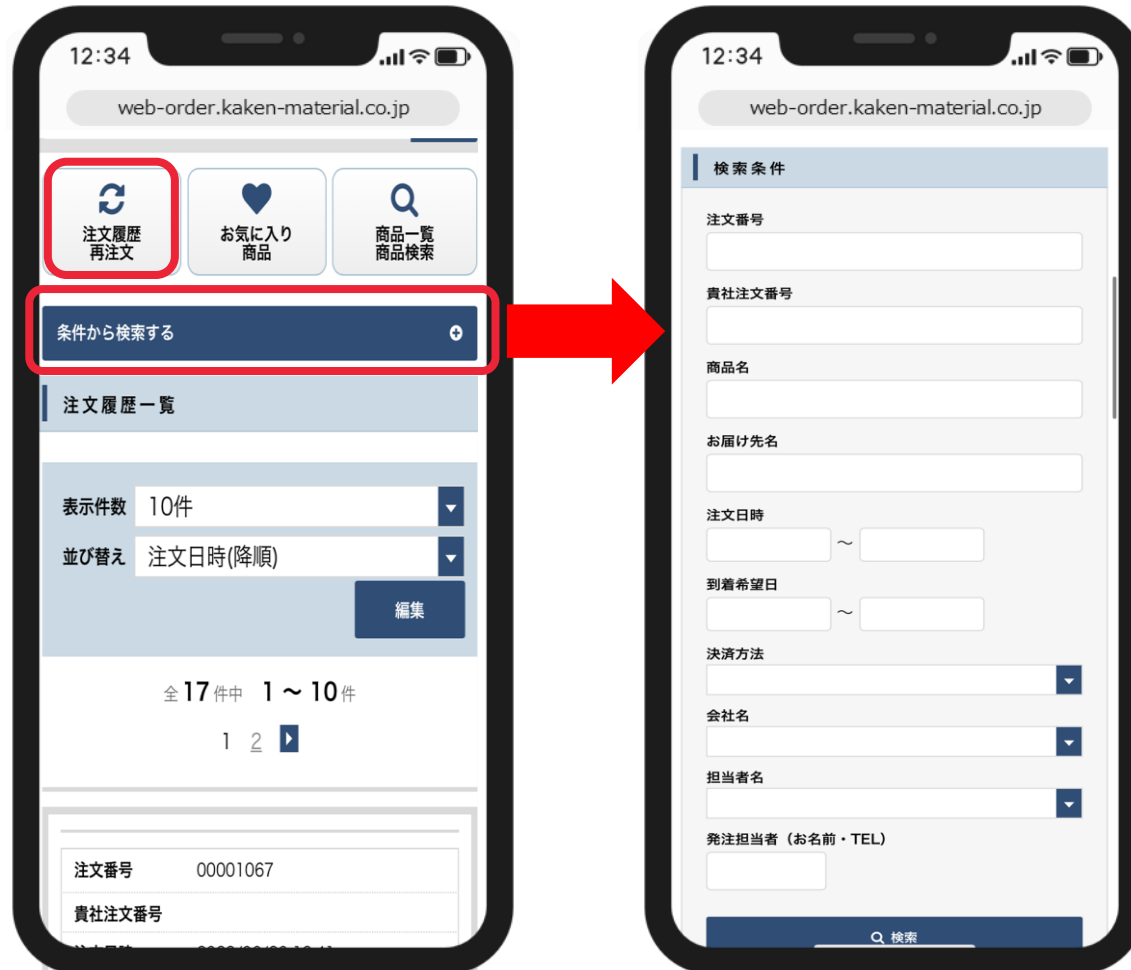 12:34
web-order.kaken-material.co.jp
注文履歴
再注文
お気に入り
商品
商品一覧
商品検索
条件から検索する
注文履歴一覧
表示件数 10件
並び替え 注文日時(降順)
編集
全17件中 1 ～ 10件
1 2
注文番号 00001067
貴社注文番号
12:34
web-order.kaken-material.co.jp
検索条件
注文番号
貴社注文番号
商品名
お届け先名
注文日時
～
到着希望日
～
決済方法
会社名
担当者名
発注担当者（お名前・TEL）
検索